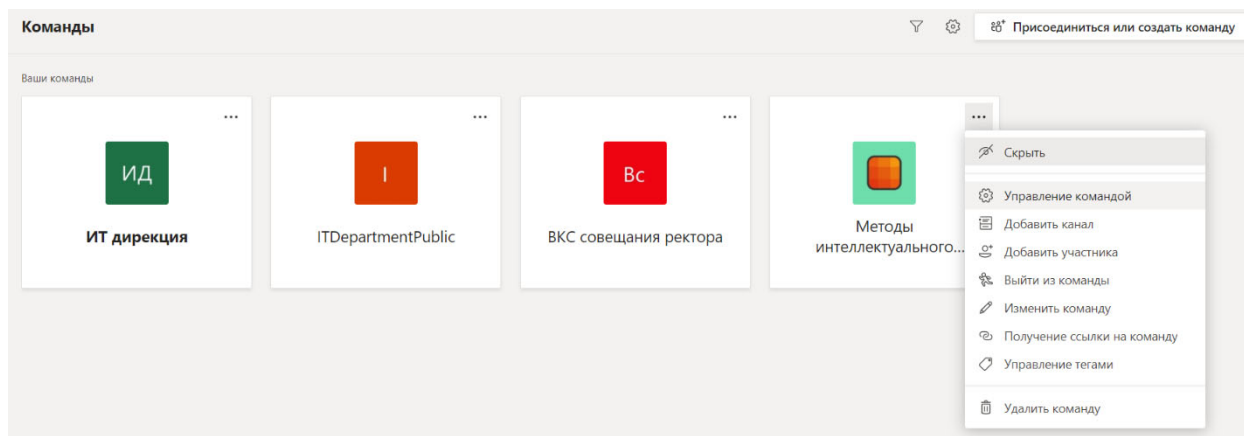 Команды
Присоединиться или создать команду
Ваши команды
...
...
...
...
ИД
I
Вс
ИТ дирекция
ITDepartmentPublic
ВКС совещания ректора
Методы
интеллектуального...
Скрыть
Управление командой
Добавить канал
Добавить участника
Выйти из команды
Изменить команду
Получение ссылки на команду
Управление тегами
Удалить команду